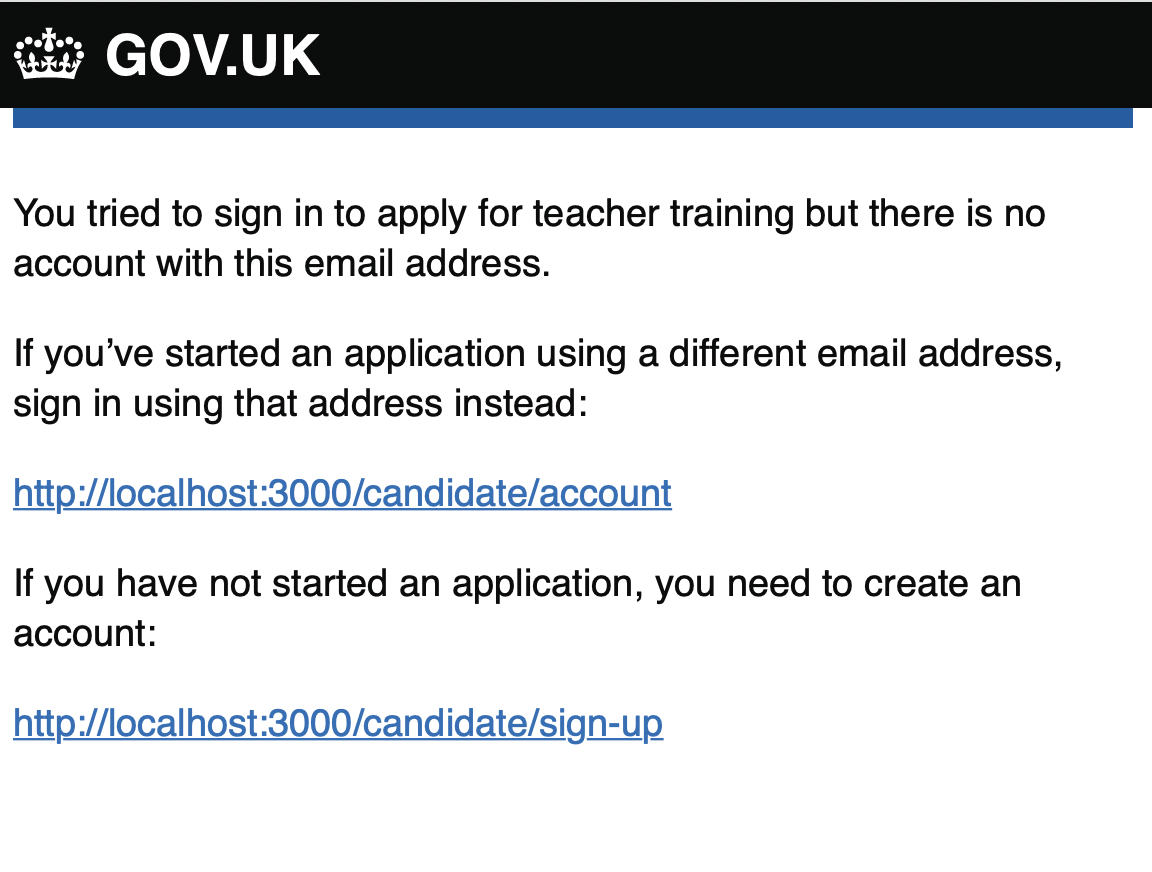 GOV.UK
You tried to sign in to apply for teacher training but there is no
account with this email address.
If you’ve started an application using a different email address,
sign in using that address instead:
http://localhost:3000/candidate/account
If you have not started an application, you need to create an
account:
http://localhost:3000/candidate/sign-up